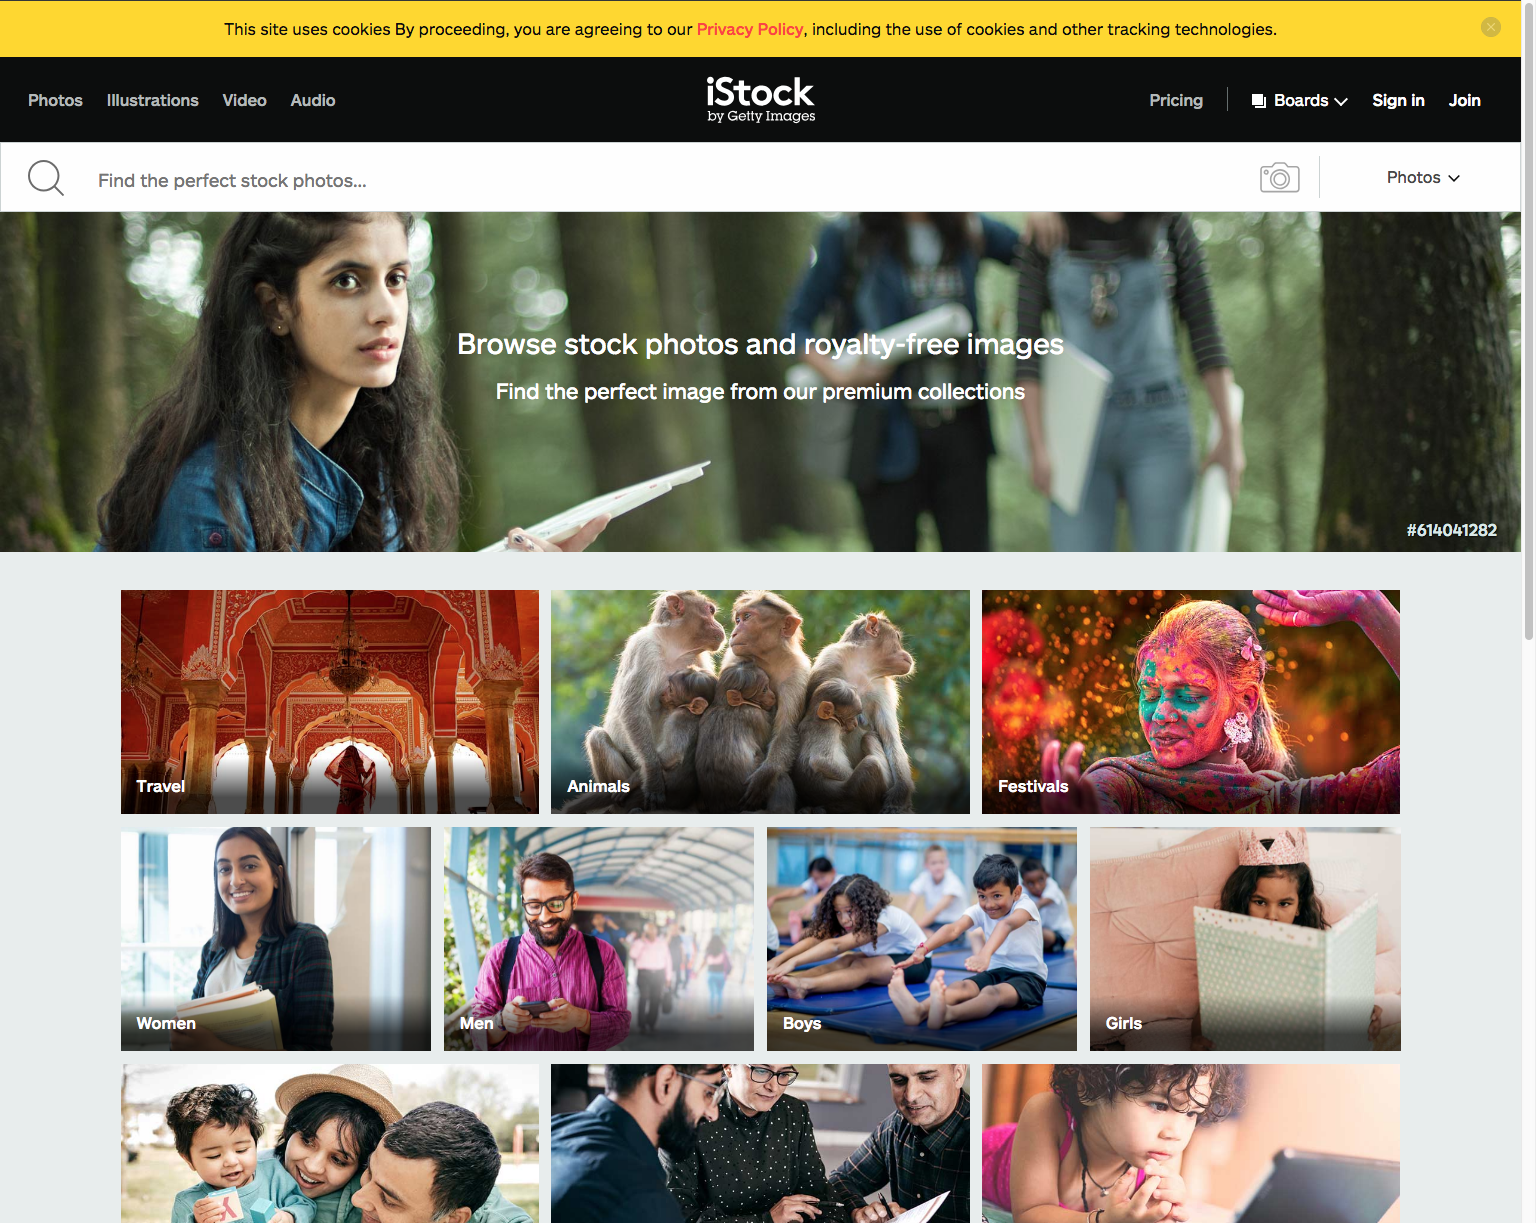 This site uses cookies By proceeding, you are agreeing to our Privacy Policy, including the use of cookies and other tracking technologies.
Photos Illustrations Video Audio
iStock
by Getty Images
Pricing Boards Sign in Join
Find the perfect stock photos...
Photos
Browse stock photos and royalty-free images
Find the perfect image from our premium collections
#614041282
Travel
Animals
Festivals
Women
Men
Boys
Girls